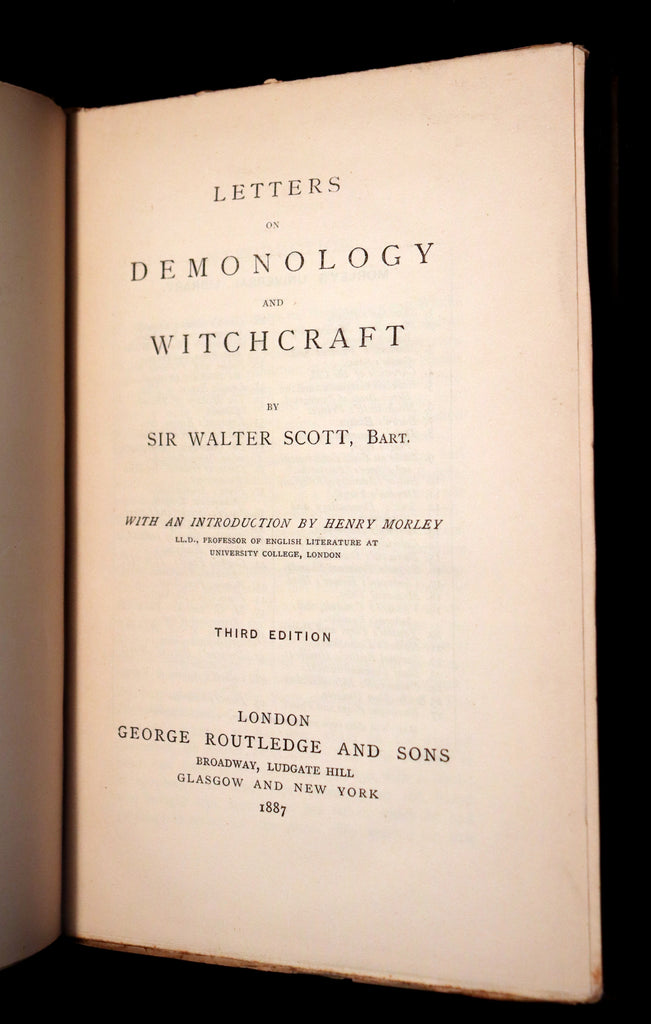 LETTERS
ON
DEMONOLOGY
AND
WITCHCRAFT
BY
SIR WALTER SCOTT, BART.
WITH AN INTRODUCTION BY HENRY MORLEY
LL.D., PROFESSOR OF ENGLISH LITERATURE AT
UNIVERSITY COLLEGE, LONDON
THIRD EDITION
LONDON
GEORGE ROUTLEDGE AND SONS
BROADWAY, LUDGATE HILL
GLASGOW AND NEW YORK
1887